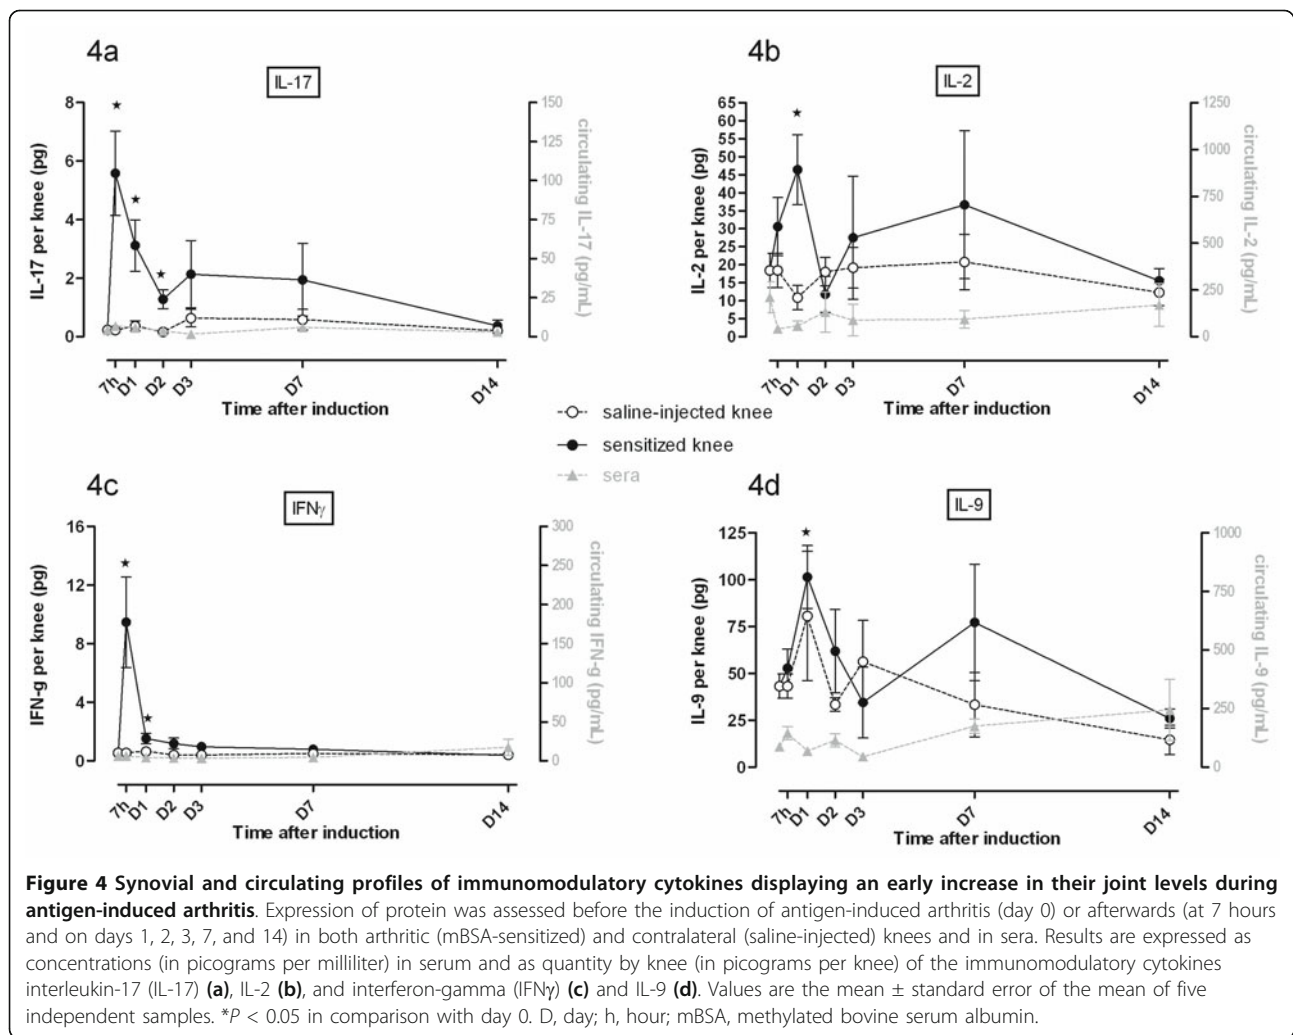 4a
IL-17
8
6
4
2
0
IL-17 per knee (pg)
150
125
100
75
50
25
0
circulating IL-17 (pg/mL)
★
★
★
7h
D1
D2
D3
D7
D14
Time after induction
4b
IL-2
65
60
55
50
45
40
35
30
25
20
15
10
5
0
IL-2 per knee (pg)
1250
1000
750
500
250
0
circulating IL-2 (pg/mL)
★
7h
D1
D2
D3
D7
D14
Time after induction
saline-injected knee
sensitized knee
sera
4c
IFNγ
16
12
8
4
0
IFN-g per knee (pg)
300
250
200
150
100
50
0
circulating IFN-g (pg/mL)
★
★
7h
D1
D2
D3
D7
D14
Time after induction
4d
IL-9
125
100
75
50
25
0
IL-9 per knee (pg)
1000
750
500
250
0
circulating IL-9 (pg/mL)
★
7h
D1
D2
D3
D7
D14
Time after induction
Figure 4 Synovial and circulating profiles of immunomodulatory cytokines displaying an early increase in their joint levels during
antigen-induced arthritis. Expression of protein was assessed before the induction of antigen-induced arthritis (day 0) or afterwards (at 7 hours
and on days 1, 2, 3, 7, and 14) in both arthritic (mBSA-sensitized) and contralateral (saline-injected) knees and in sera. Results are expressed as
concentrations (in picograms per milliliter) in serum and as quantity by knee (in picograms per knee) of the immunomodulatory cytokines
interleukin-17 (IL-17) (a), IL-2 (b), and interferon-gamma (IFNγ) (c) and IL-9 (d). Values are the mean ± standard error of the mean of five
independent samples. *P < 0.05 in comparison with day 0. D, day; h, hour; mBSA, methylated bovine serum albumin.